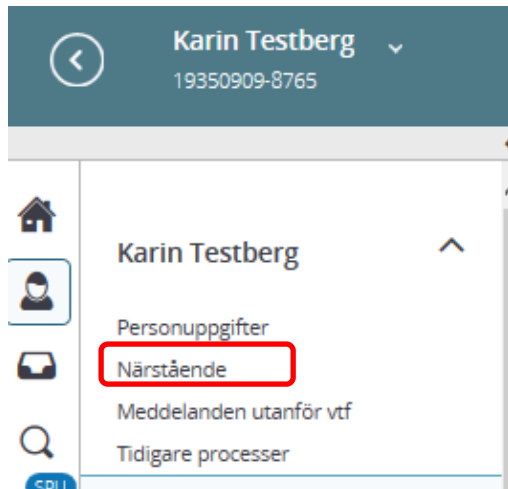 Karin Testberg
19350909-8765
Karin Testberg
Personuppgifter
Närstående
Meddelanden utanför vtf
Tidigare processer
SPU